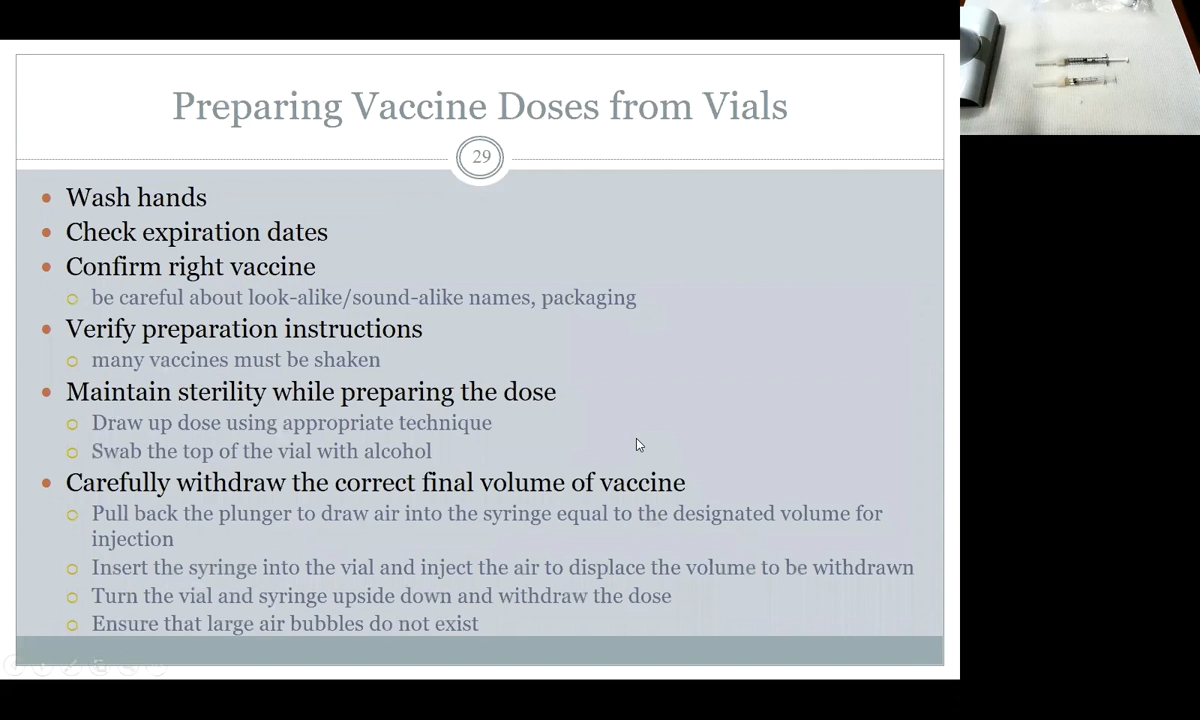 Preparing Vaccine Doses from Vials
29
Wash hands
Check expiration dates
Confirm right vaccine
be careful about look-alike/sound-alike names, packaging
Verify preparation instructions
many vaccines must be shaken
Maintain sterility while preparing the dose
Draw up dose using appropriate technique
Swab the top of the vial with alcohol
Carefully withdraw the correct final volume of vaccine
Pull back the plunger to draw air into the syringe equal to the designated volume for
injection
Insert the syringe into the vial and inject the air to displace the volume to be withdrawn
Turn the vial and syringe upside down and withdraw the dose
Ensure that large air bubbles do not exist